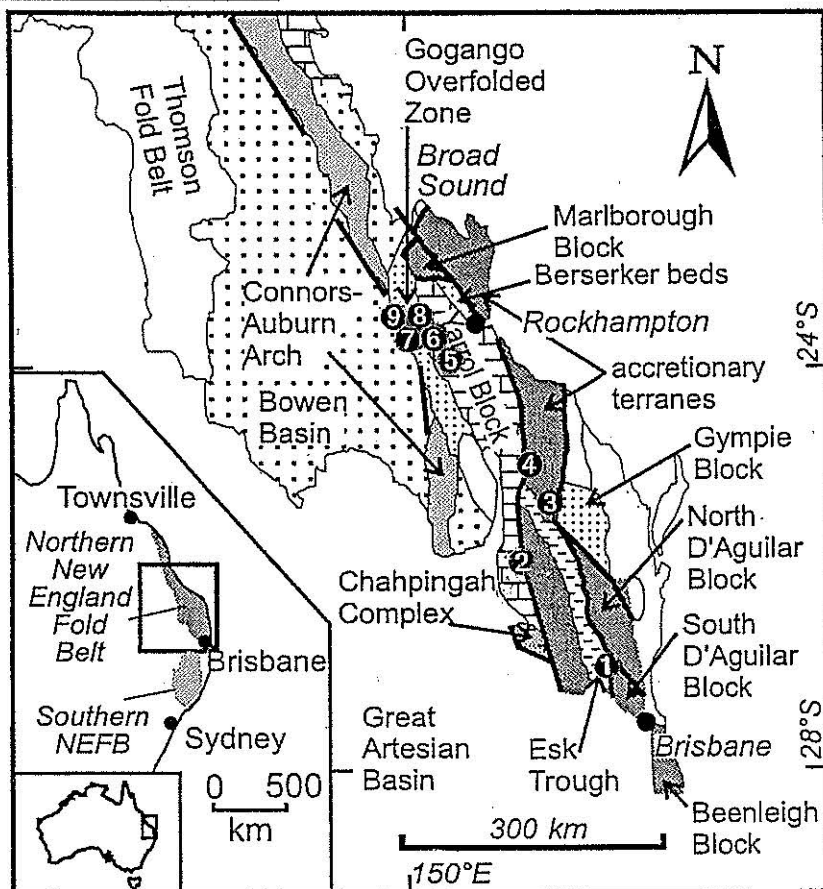 Thomson
Fold Belt
Gogango
Overfolded
Zone
N
Broad
Sound
Marlborough
Block
Berserker beds
Rockhampton
24°S
Connors-
Auburn
Arch
9 8
7 6
5
Yarrol Block
accretionary
terranes
Bowen
Basin
Gympie
Block
4
3
Townsville
North
D'Aguilar
Block
Northern
New
England
Fold
Belt
2
Chahpingah
Complex
South
D'Aguilar
Block
1
Brisbane
Southern
NEFB
Sydney
Great
Artesian
Basin
Esk
Trough
Brisbane
28°S
0 500
km
Beenleigh
Block
300 km
150°E